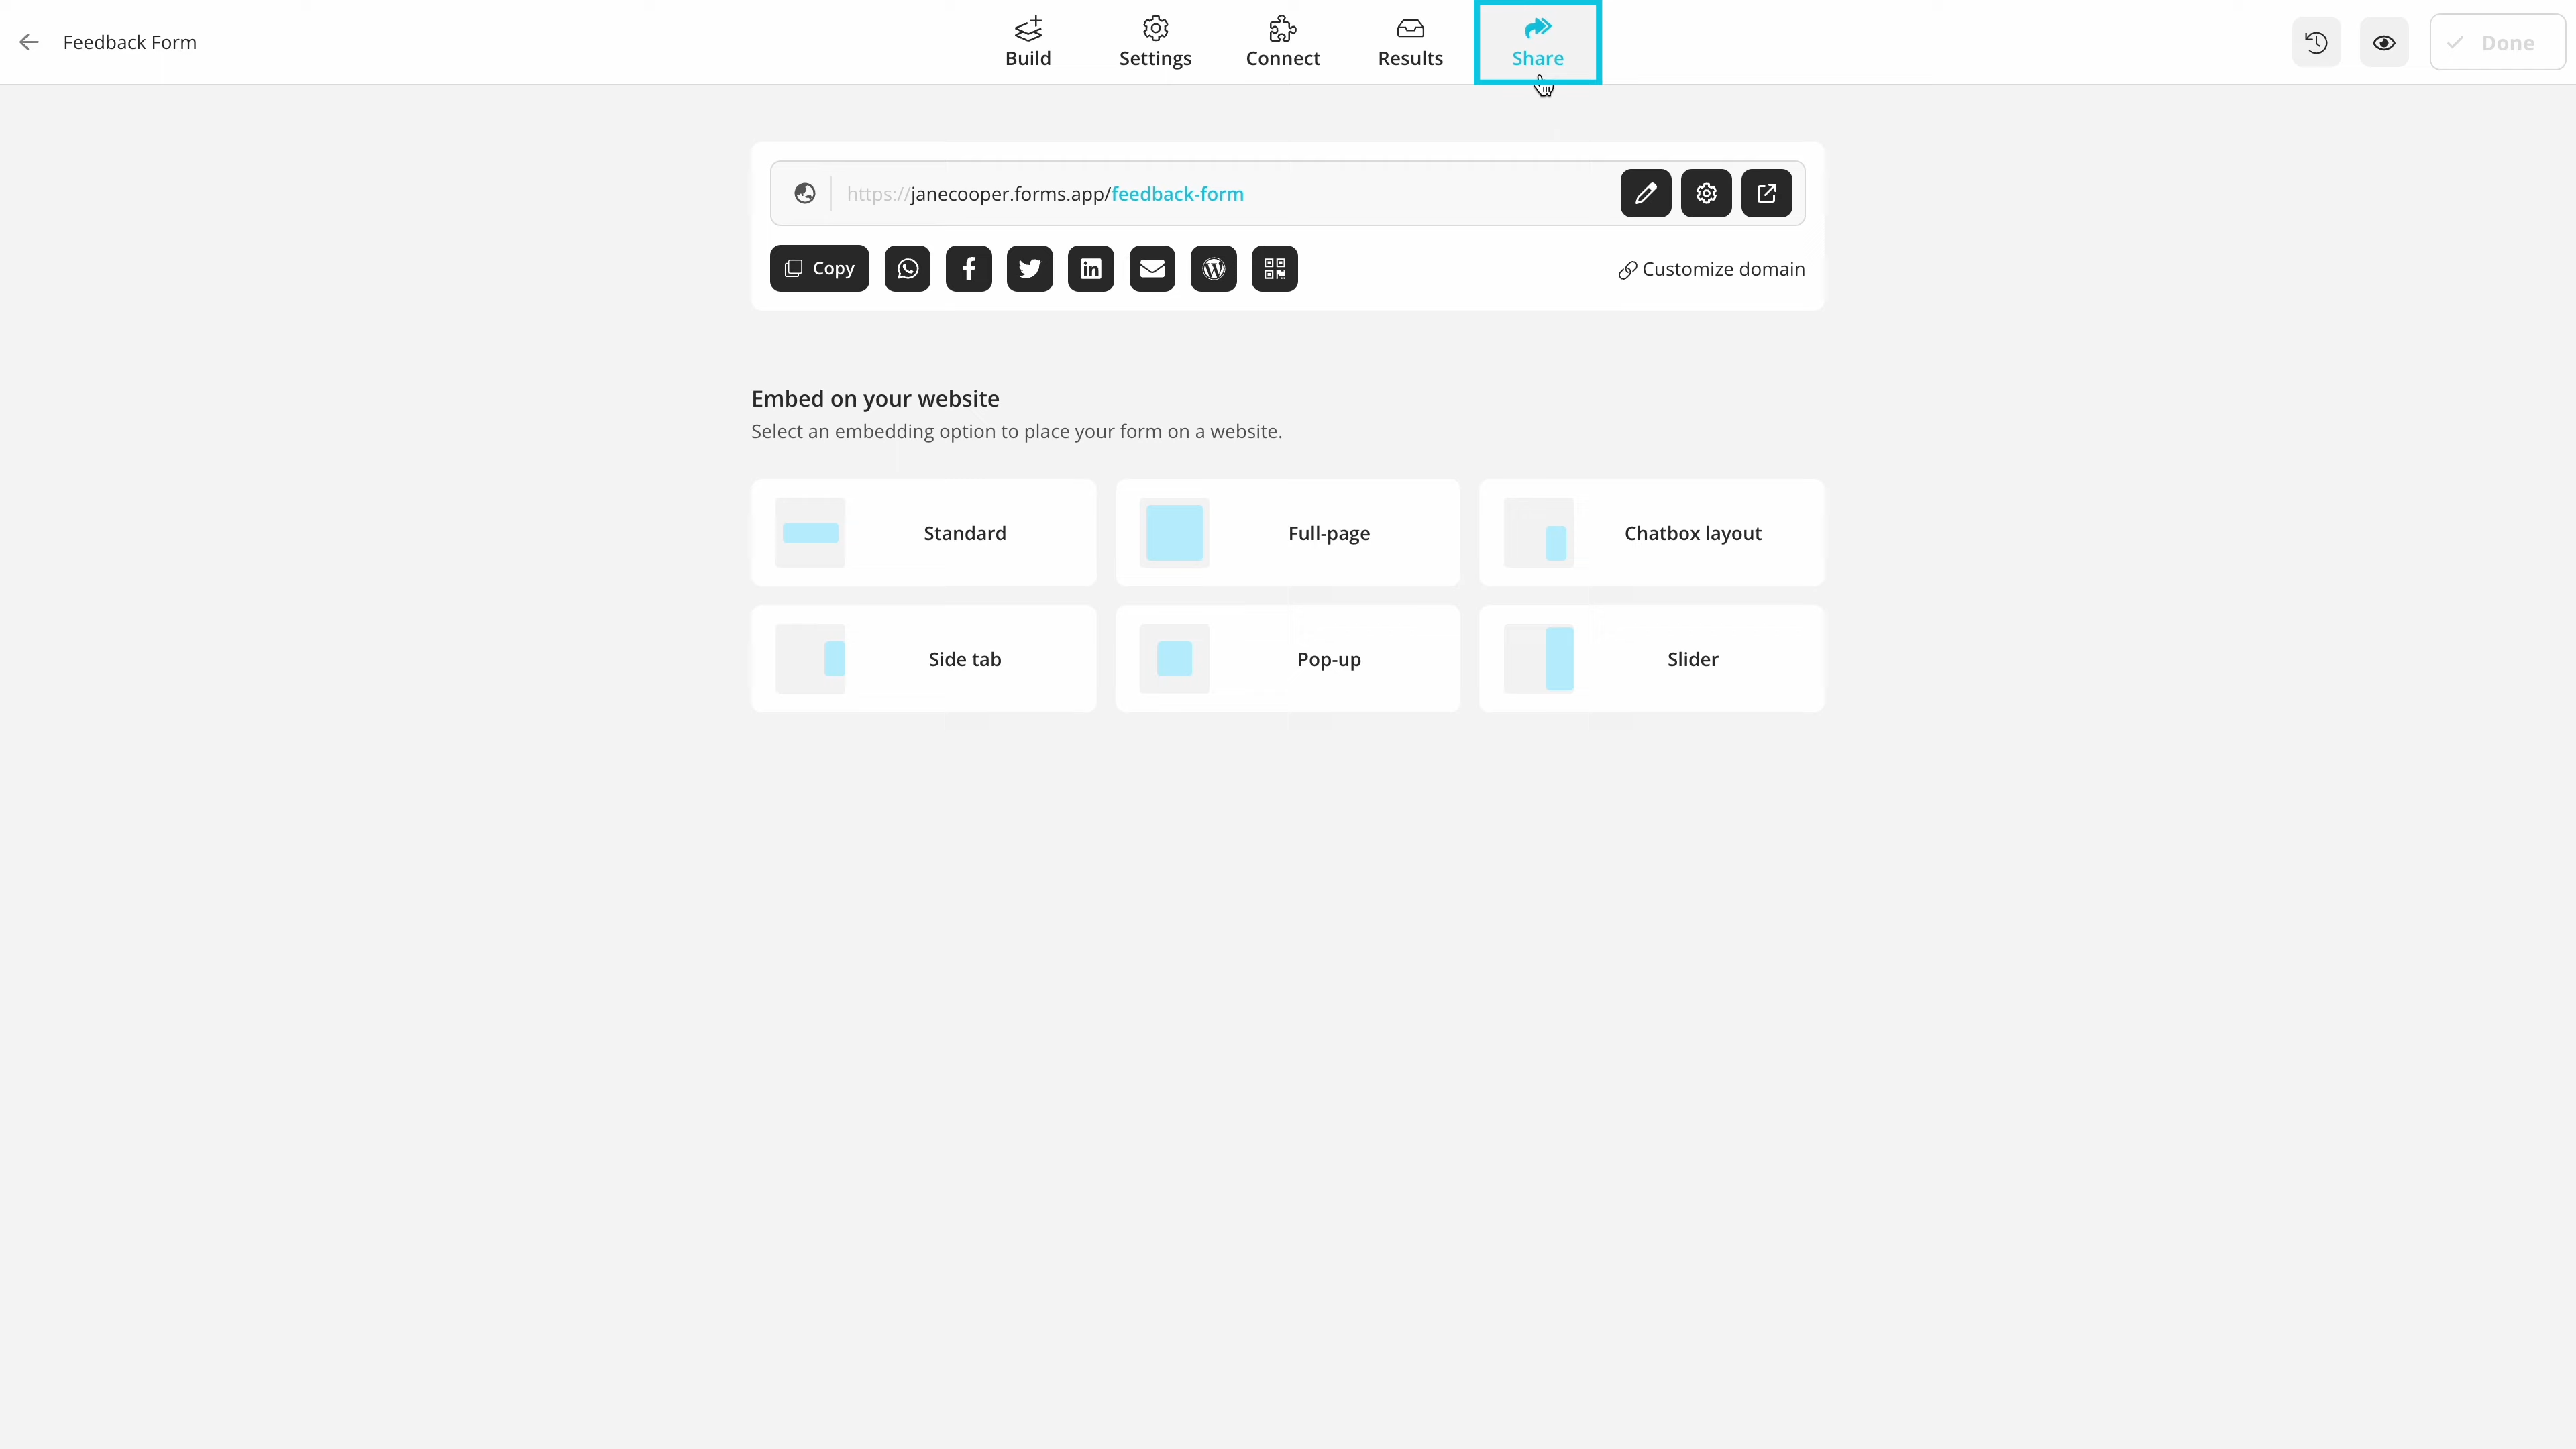 Feedback Form
Build
Settings
Connect
Results
Share
Done
https://janecooper.forms.app/feedback-form
Copy
Customize domain
Embed on your website
Select an embedding option to place your form on a website.
Standard
Full-page
Chatbox layout
Side tab
Pop-up
Slider